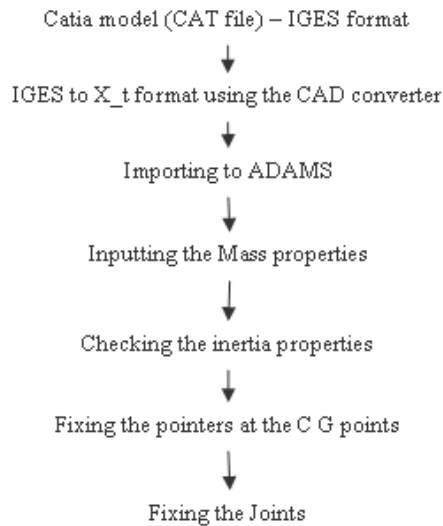 Catia model (CAT file) – IGES format
IGES to X_t format using the CAD converter
Importing to ADAMS
Inputting the Mass properties
Checking the inertia properties
Fixing the pointers at the C G points
Fixing the Joints